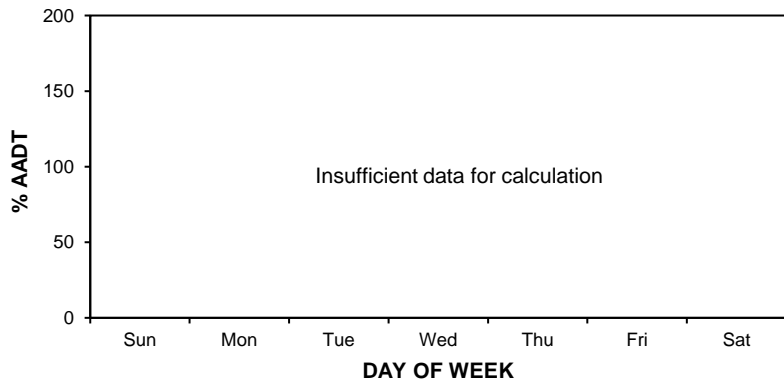 200
150
100
50
0
% AADT
Insufficient data for calculation
Sun Mon Tue Wed Thu Fri Sat
DAY OF WEEK